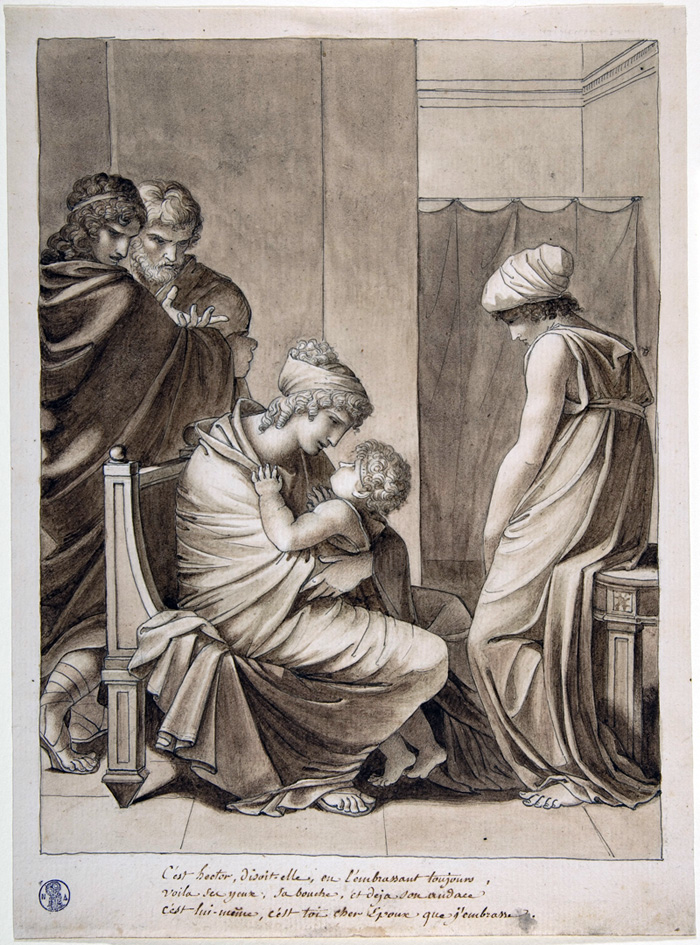 C'est hector, disoit-elle, en l'embrassant toujours,
voila ses yeux, sa bouche, et deja son audace
c'est lui-même, c'est toi cher Epoux que j'embrasse.
N D